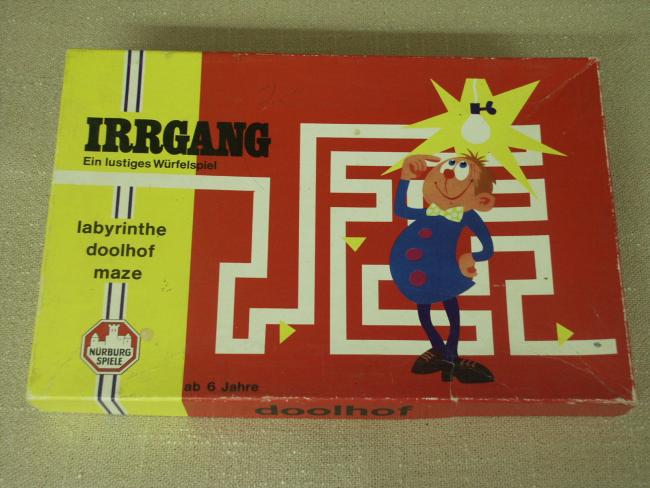 IRRGANG
Ein lustiges Würfelspiel
labyrinthe
doolhof
maze
NÜRBURG
SPIELE
ab 6 Jahre
doolhof